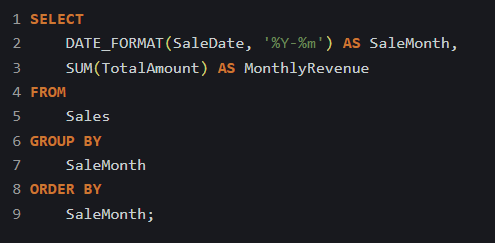 1 SELECT
2     DATE_FORMAT(SaleDate, '%Y-%m') AS SaleMonth,
3     SUM(TotalAmount) AS MonthlyRevenue
4 FROM
5     Sales
6 GROUP BY
7     SaleMonth
8 ORDER BY
9     SaleMonth;